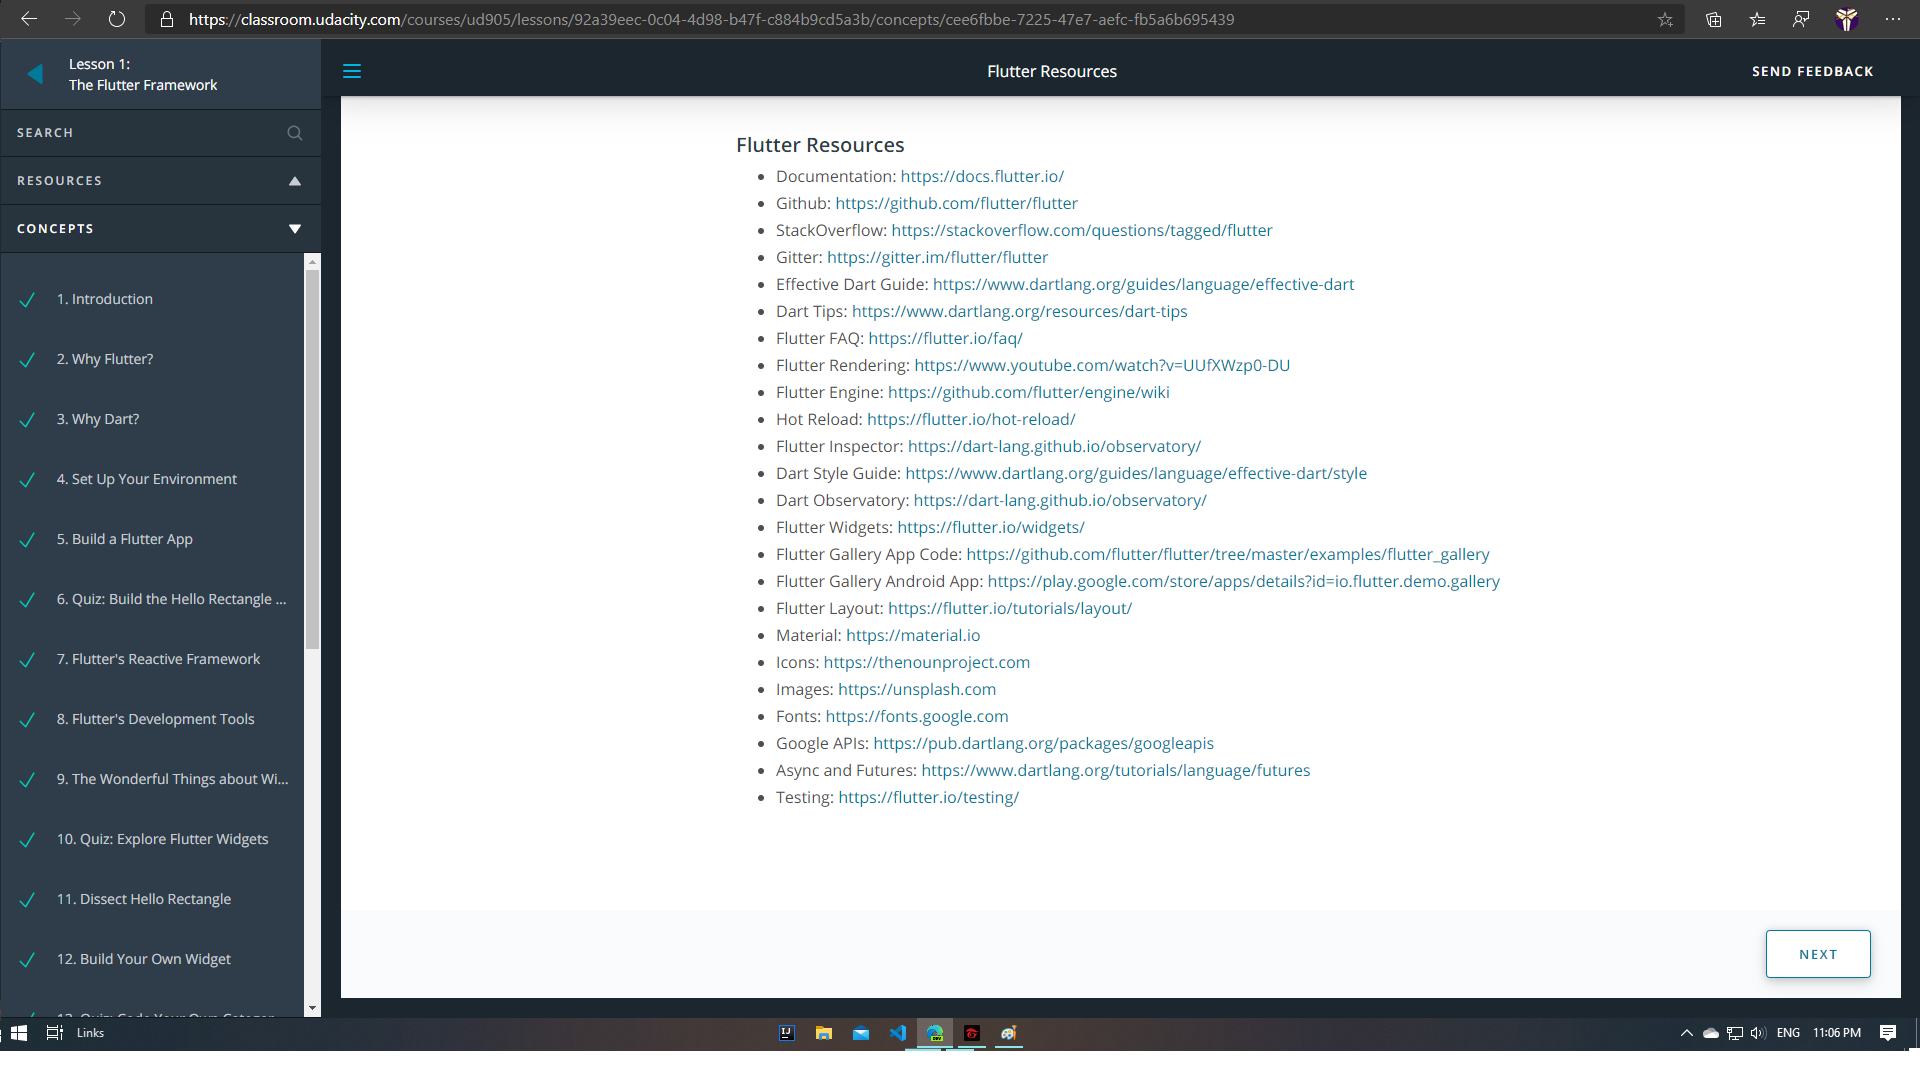 https://classroom.udacity.com/courses/ud905/lessons/92a39eec-0c04-4d98-b47f-c884b9cd5a3b/concepts/cee6fbbe-7225-47e7-aefc-fb5a6b695439
Lesson 1:
The Flutter Framework
Flutter Resources
SEND FEEDBACK
SEARCH
RESOURCES
CONCEPTS
1. Introduction
2. Why Flutter?
3. Why Dart?
4. Set Up Your Environment
5. Build a Flutter App
6. Quiz: Build the Hello Rectangle ...
7. Flutter's Reactive Framework
8. Flutter's Development Tools
9. The Wonderful Things about Wi...
10. Quiz: Explore Flutter Widgets
11. Dissect Hello Rectangle
12. Build Your Own Widget
13. Quiz: Code Your Own Categor
Flutter Resources
Documentation: https://docs.flutter.io/
Github: https://github.com/flutter/flutter
StackOverflow: https://stackoverflow.com/questions/tagged/flutter
Gitter: https://gitter.im/flutter/flutter
Effective Dart Guide: https://www.dartlang.org/guides/language/effective-dart
Dart Tips: https://www.dartlang.org/resources/dart-tips
Flutter FAQ: https://flutter.io/faq/
Flutter Rendering: https://www.youtube.com/watch?v=UUfXWzp0-DU
Flutter Engine: https://github.com/flutter/engine/wiki
Hot Reload: https://flutter.io/hot-reload/
Flutter Inspector: https://dart-lang.github.io/observatory/
Dart Style Guide: https://www.dartlang.org/guides/language/effective-dart/style
Dart Observatory: https://dart-lang.github.io/observatory/
Flutter Widgets: https://flutter.io/widgets/
Flutter Gallery App Code: https://github.com/flutter/flutter/tree/master/examples/flutter_gallery
Flutter Gallery Android App: https://play.google.com/store/apps/details?id=io.flutter.demo.gallery
Flutter Layout: https://flutter.io/tutorials/layout/
Material: https://material.io
Icons: https://thenounproject.com
Images: https://unsplash.com
Fonts: https://fonts.google.com
Google APIs: https://pub.dartlang.org/packages/googleapis
Async and Futures: https://www.dartlang.org/tutorials/language/futures
Testing: https://flutter.io/testing/
NEXT
Links
IJ
ENG
11:06 PM